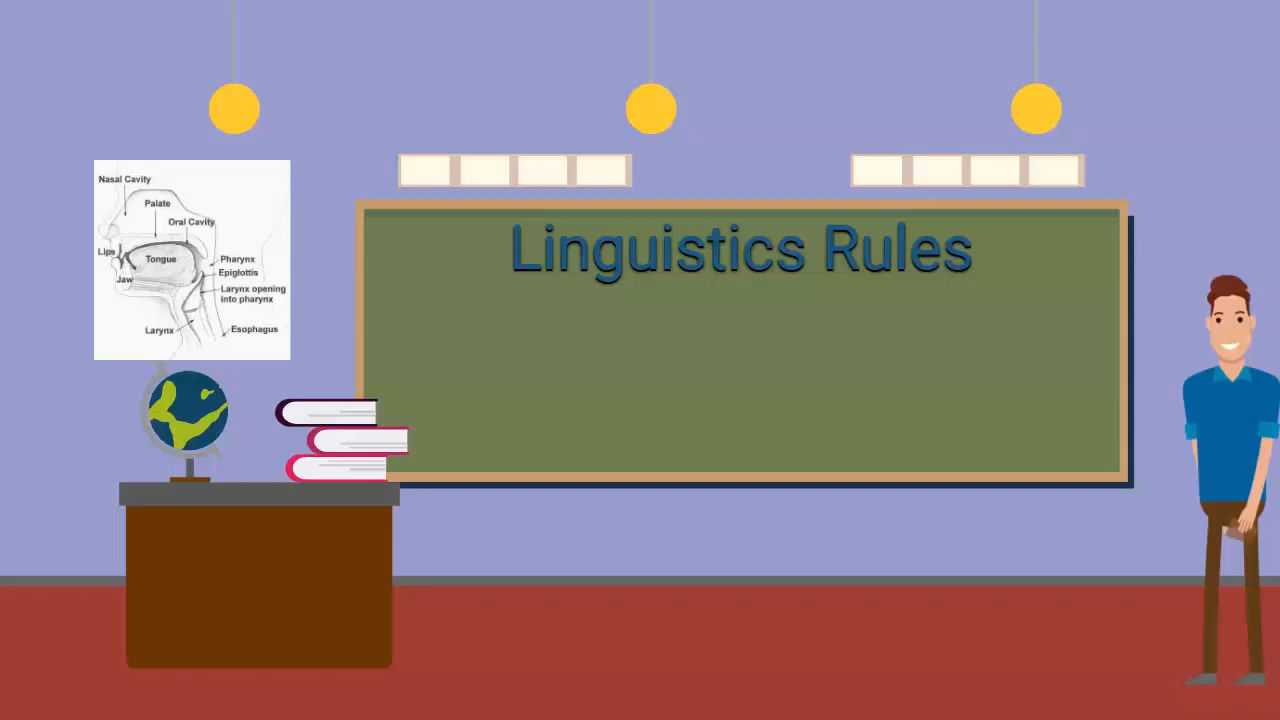 Linguistics Rules
Nasal Cavity
Palate
Oral Cavity
Lips
Tongue
Pharynx
Epiglottis
Jaw
Larynx opening
into pharynx
Larynx
Esophagus